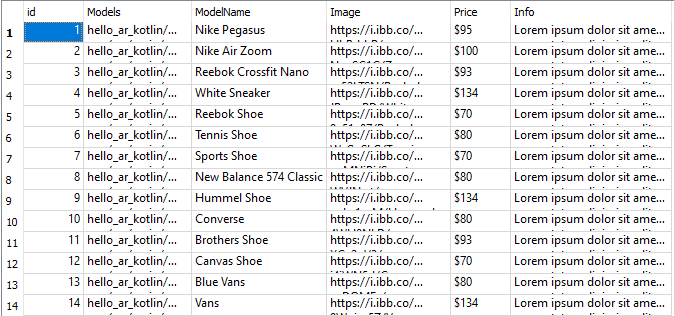 id Models ModelName Image Price Info
1 1 hello_ar_kotlin/... Nike Pegasus https://i.ibb.co/ $95 Lorem ipsum dolor sit ame...
2 2 hello_ar_kotlin/... Nike Air Zoom https://i.ibb.co/ $100 Lorem ipsum dolor sit ame...
3 3 hello_ar_kotlin/... Reebok Crossfit Nano https://i.ibb.co/ $93 Lorem ipsum dolor sit ame...
4 4 hello_ar_kotlin/... White Sneaker https://i.ibb.co/ $134 Lorem ipsum dolor sit ame...
5 5 hello_ar_kotlin/... Reebok Shoe https://i.ibb.co/ $70 Lorem ipsum dolor sit ame...
6 6 hello_ar_kotlin/... Tennis Shoe https://i.ibb.co/ $80 Lorem ipsum dolor sit ame...
7 7 hello_ar_kotlin/... Sports Shoe https://i.ibb.co/ $70 Lorem ipsum dolor sit ame...
8 8 hello_ar_kotlin/... New Balance 574 Classic https://i.ibb.co/ $80 Lorem ipsum dolor sit ame...
9 9 hello_ar_kotlin/... Hummel Shoe https://i.ibb.co/ $134 Lorem ipsum dolor sit ame...
10 10 hello_ar_kotlin/... Converse https://i.ibb.co/ $80 Lorem ipsum dolor sit ame...
11 11 hello_ar_kotlin/... Brothers Shoe https://i.ibb.co/ $93 Lorem ipsum dolor sit ame...
12 12 hello_ar_kotlin/... Canvas Shoe https://i.ibb.co/ $70 Lorem ipsum dolor sit ame...
13 13 hello_ar_kotlin/... Blue Vans https://i.ibb.co/ $80 Lorem ipsum dolor sit ame...
14 14 hello_ar_kotlin/... Vans https://i.ibb.co/ $134 Lorem ipsum dolor sit ame...